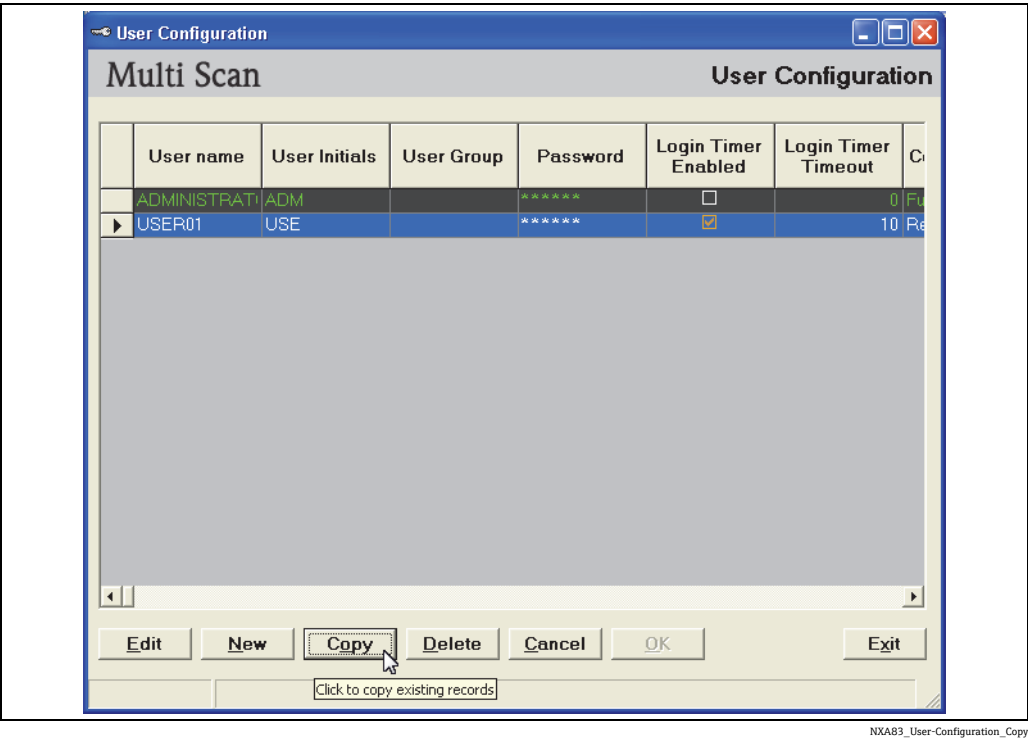 User Configuration
Multi Scan
User Configuration
User name User Initials User Group Password Login Timer Enabled Login Timer Timeout
ADM ****** 0 Fu
USER01 USE ****** 10 Re
Edit New Copy Delete Cancel OK Exit
Click to copy existing records
NXA83_User-Configuration_Copy